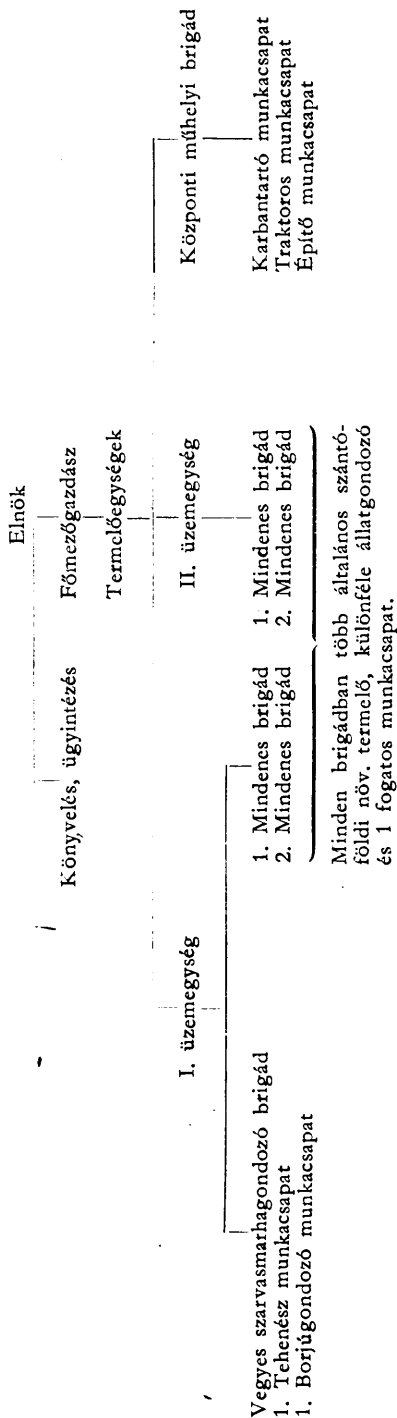 Elnök
Könyvelés, ügyintézés
Főmezőgazdász
Termelőegységek
I. üzemegység
II. üzemegység
Központi műhelyi brigád
Vegyes szarvasmarhagondozó brigád
1. Tehenész munkacsapat
1. Borjúgondozó munkacsapat
1. Mindenes brigád
2. Mindenes brigád
1. Mindenes brigád
2. Mindenes brigád
Karbantartó munkacsapat
Traktoros munkacsapat
Építő munkacsapat
Minden brigádban több általános szántó-
földi növ. termelő, különféle állatgondozó
és 1 fogatos munkacsapat.